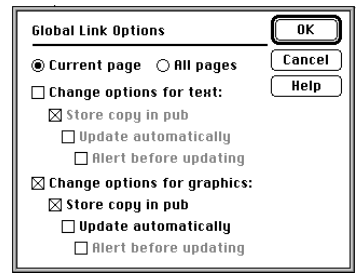 Global Link Options
OK
Current page All pages
Cancel
Change options for text:
Help
Store copy in pub
Update automatically
Alert before updating
Change options for graphics:
Store copy in pub
Update automatically
Alert before updating